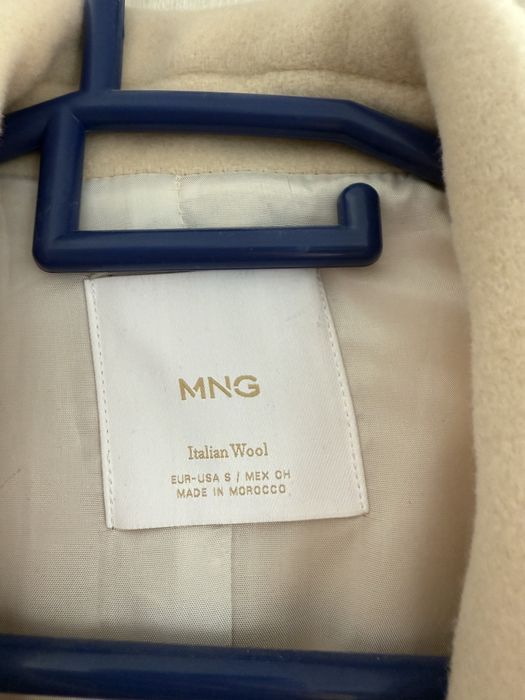 MNG
Italian Wool
EUR-USA S / MEX CH
MADE IN MOROCCO